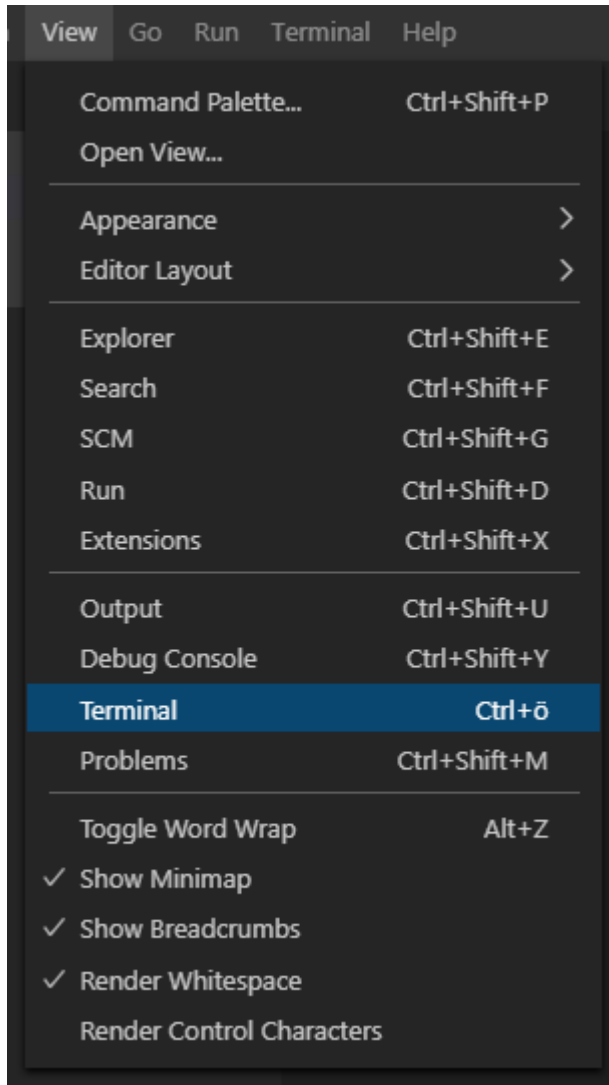 View Go Run Terminal Help
Command Palette... Ctrl+Shift+P
Open View...
Appearance
Editor Layout
Explorer Ctrl+Shift+E
Search Ctrl+Shift+F
SCM Ctrl+Shift+G
Run Ctrl+Shift+D
Extensions Ctrl+Shift+X
Output Ctrl+Shift+U
Debug Console Ctrl+Shift+Y
Terminal Ctrl+ö
Problems Ctrl+Shift+M
Toggle Word Wrap Alt+Z
Show Minimap
Show Breadcrumbs
Render Whitespace
Render Control Characters